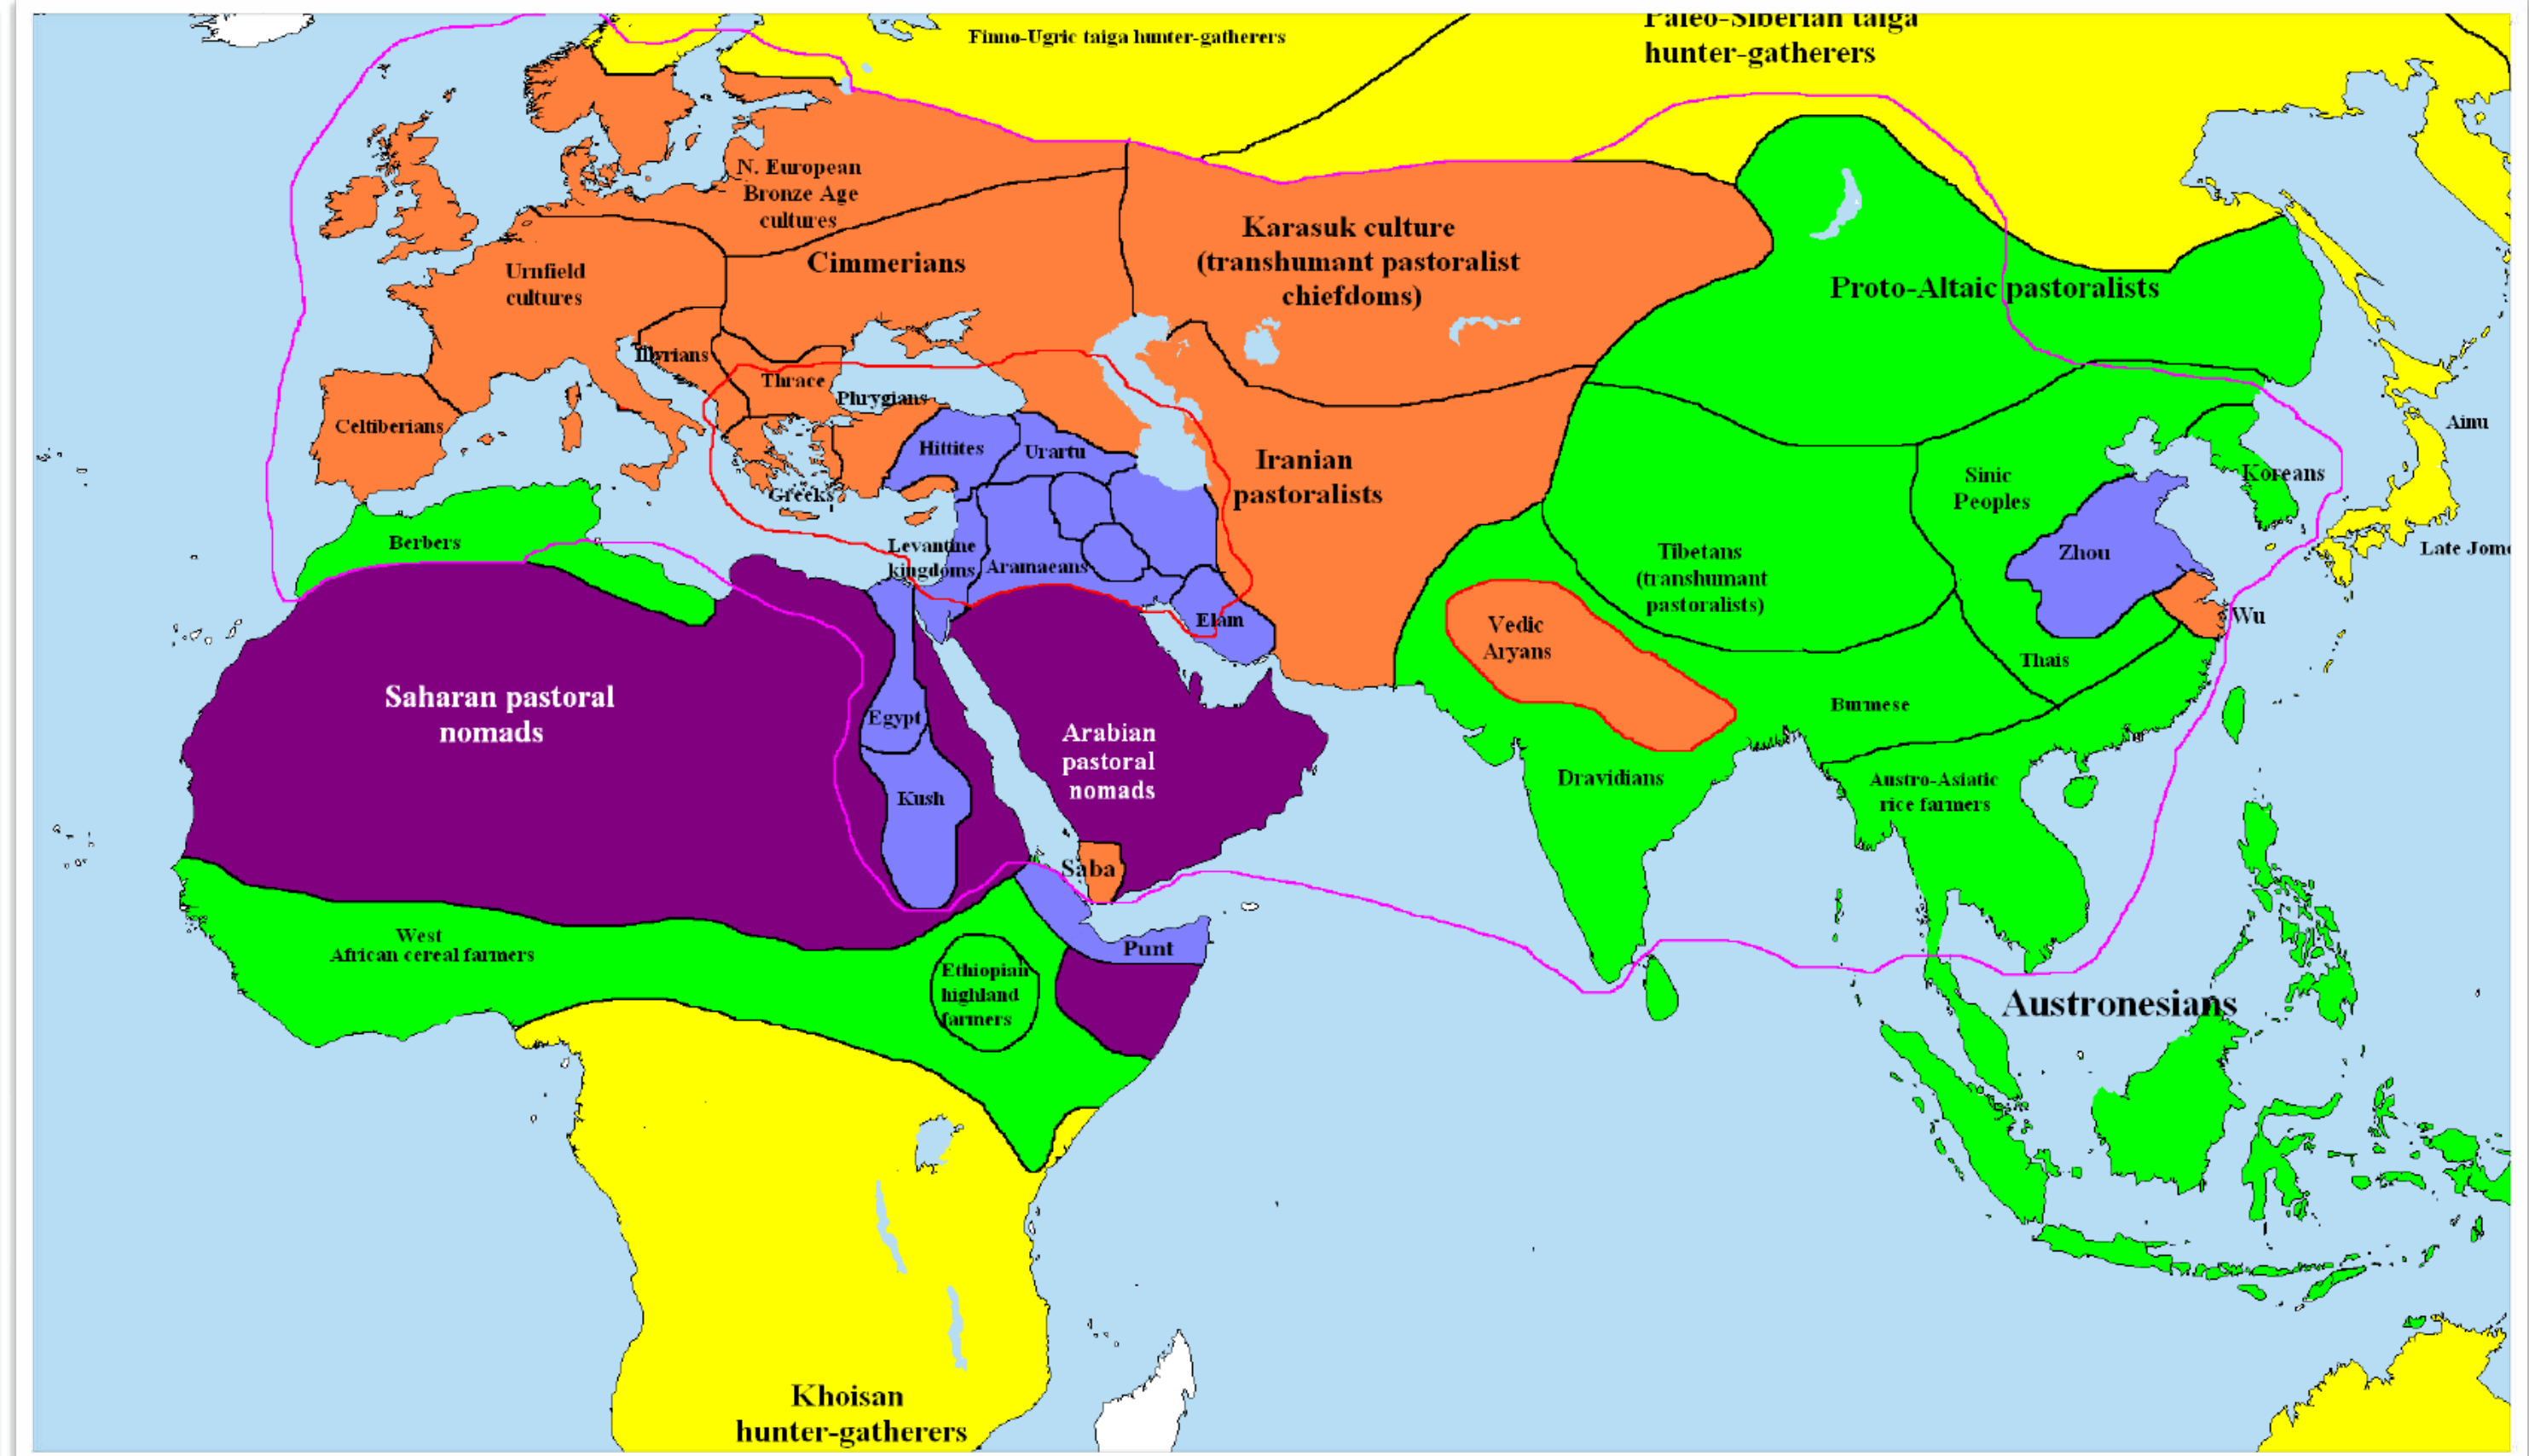 Finno-Ugric taiga hunter-gatherers
Paleo-Siberian taiga
hunter-gatherers
N. European
Bronze Age
cultures
Karasuk culture
(transhumant pastoralist
chiefdoms)
Cimmerians
Urnfield
cultures
Proto-Altaic pastoralists
Illyrians
Thrace
Phrygians
Celtiberians
Ainu
Hittites
Urartu
Iranian
pastoralists
Sinic
Peoples
Koreans
Greeks
Berbers
Levantine
kingdoms
Aramaeans
Tibetans
(transhumant
pastoralists)
Zhou
Late Jomo
Elam
Vedic
Aryans
Wu
Thais
Saharan pastoral
nomads
Egypt
Arabian
pastoral
nomads
Burmese
Kush
Dravidians
Austro-Asiatic
rice farmers
Saba
West
African cereal farmers
Punt
Ethiopian
highland
farmers
Austronesians
Khoisan
hunter-gatherers